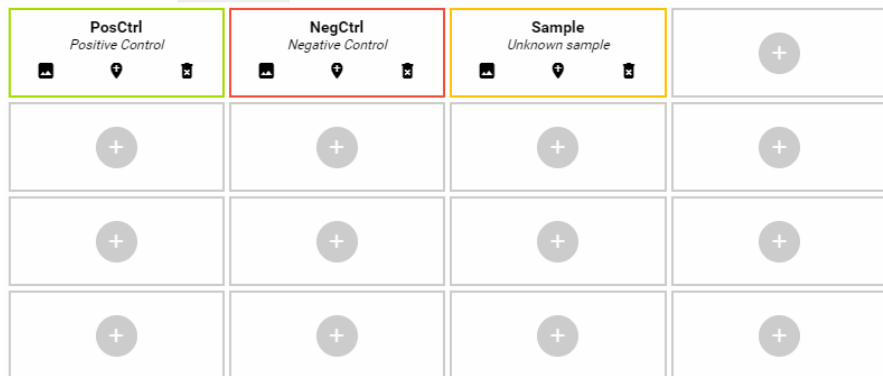 PosCtrl
Positive Control
NegCtrl
Negative Control
Sample
Unknown sample